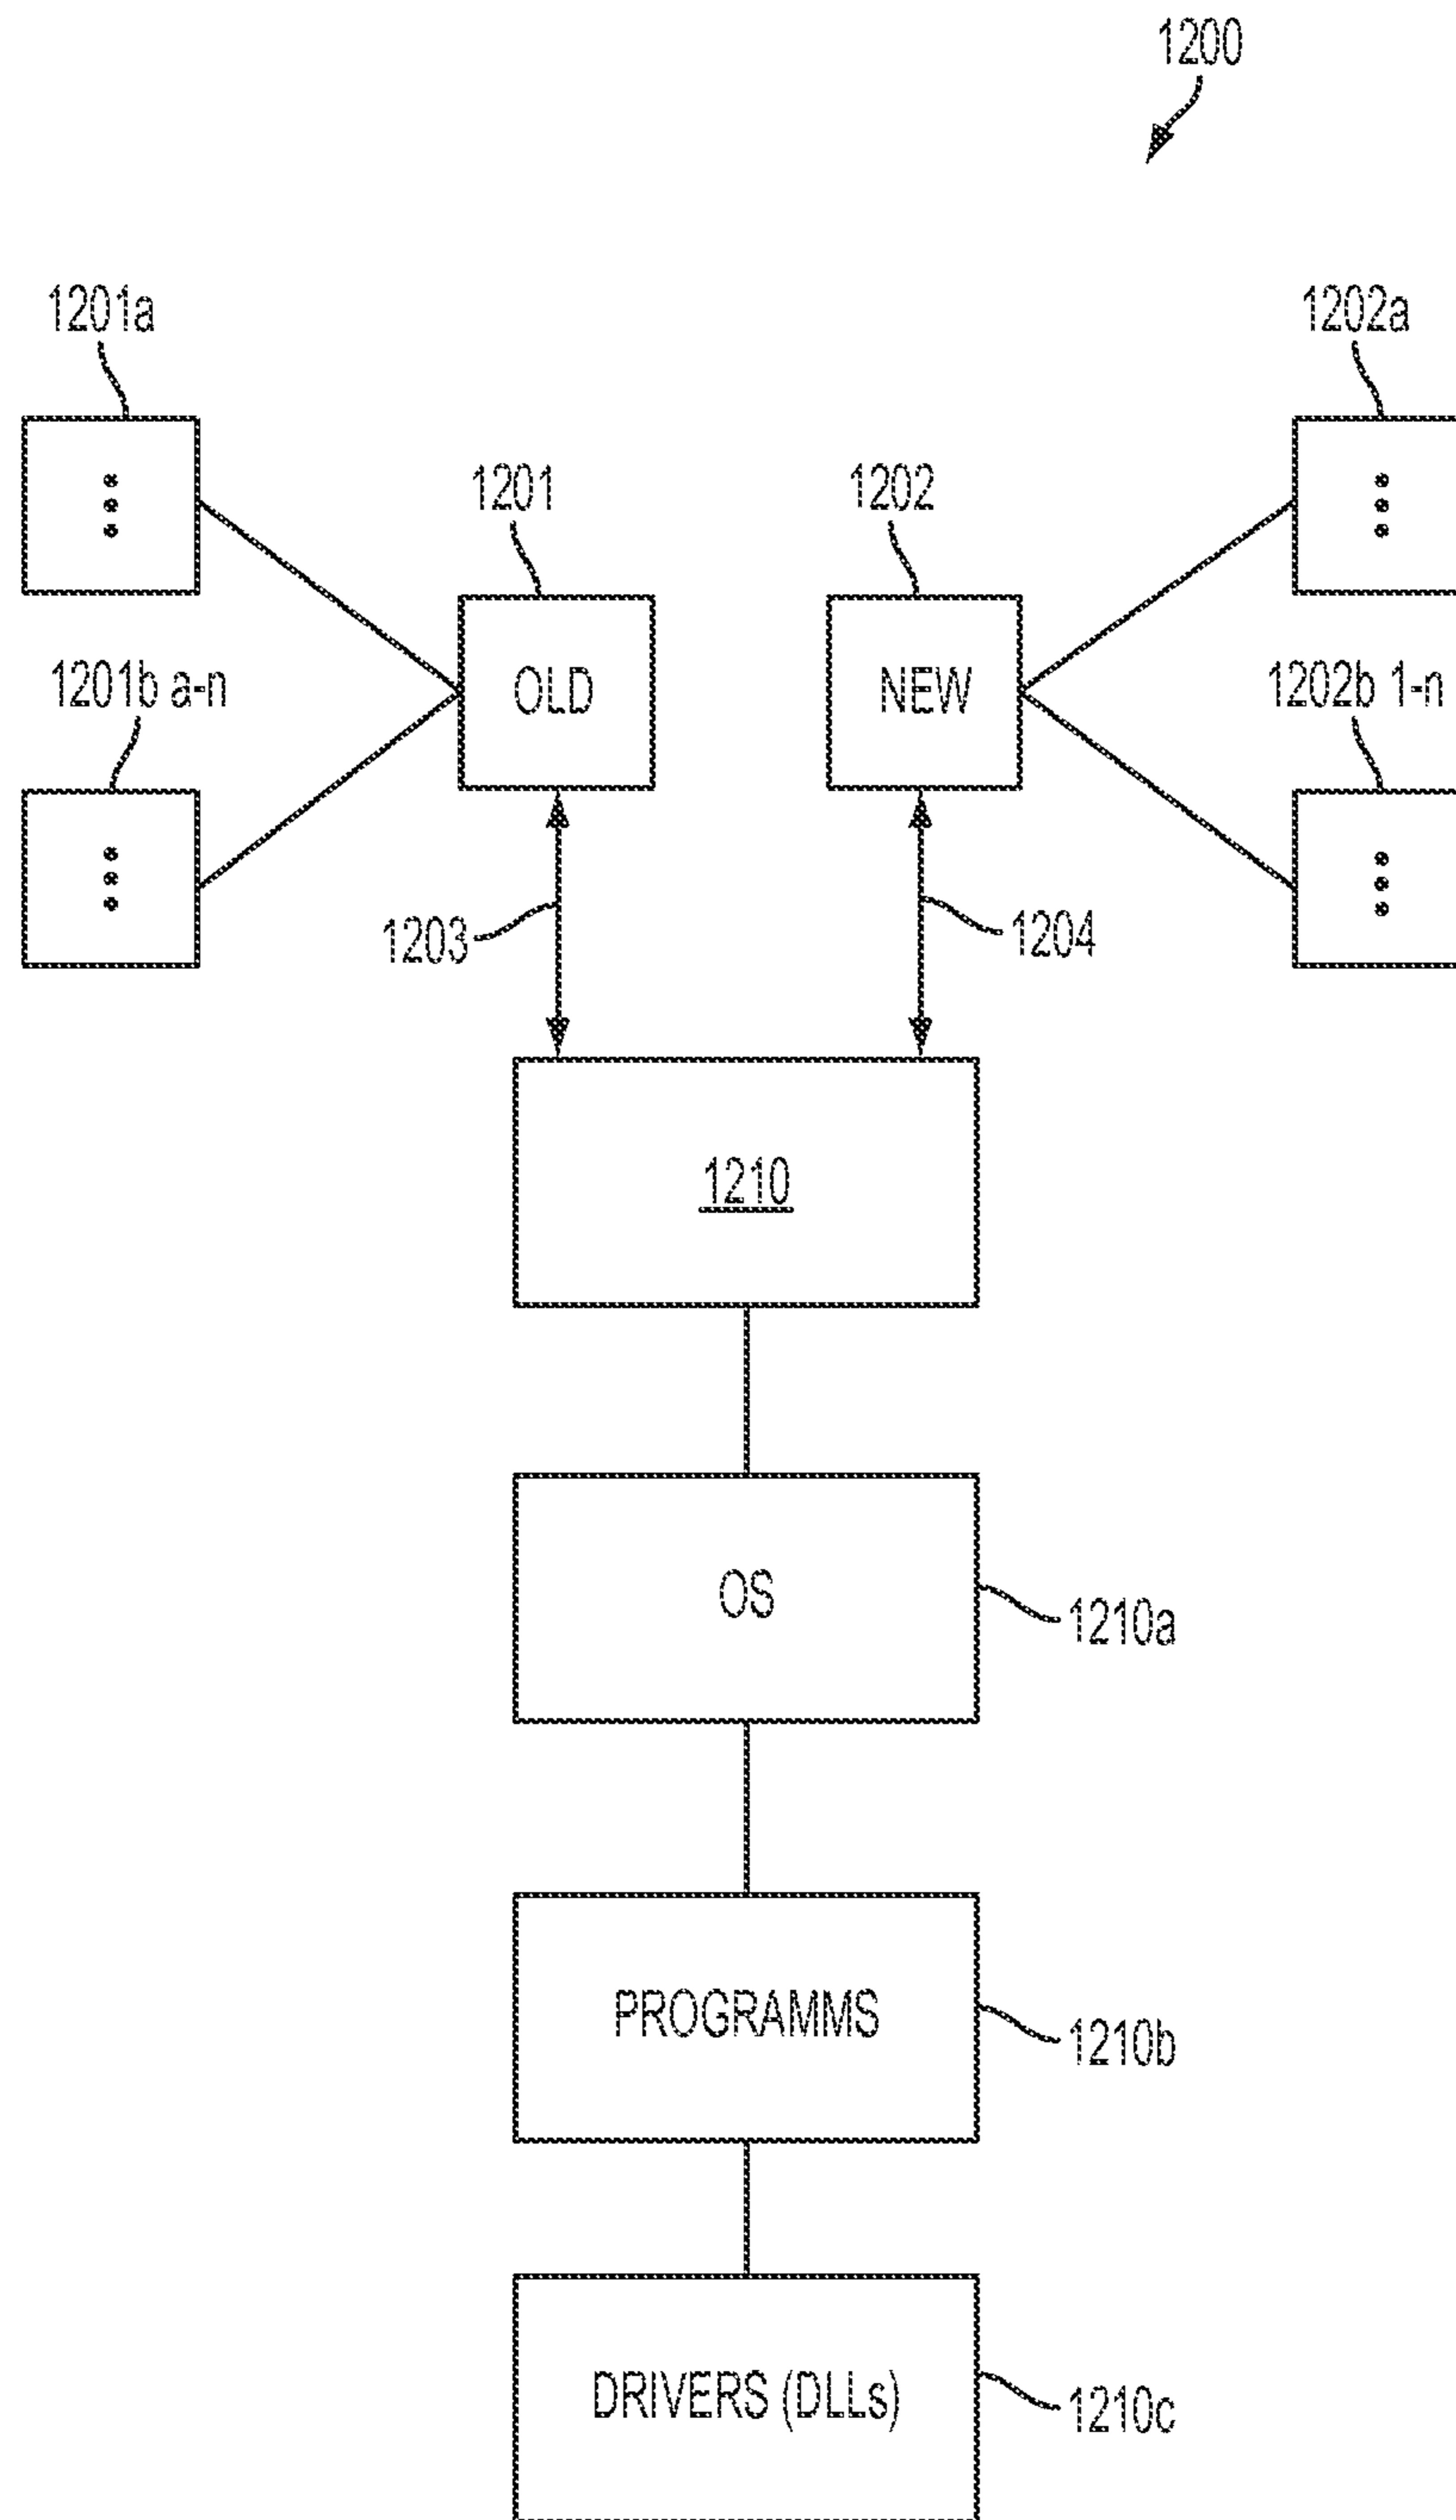 1200
1201a
1202a
1201
1202
OLD
NEW
1201b a-n
1202b 1-n
1203
1204
1210
OS
1210a
PROGRAMMS
1210b
DRIVERS (DLLs)
1210c